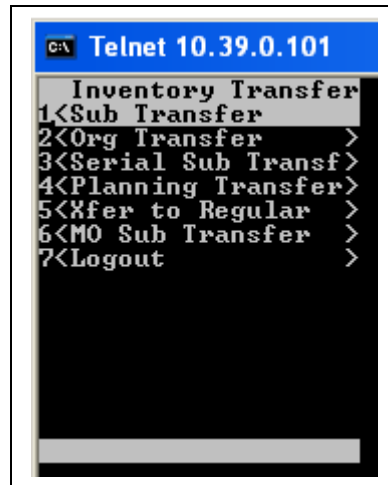 C:\ Telnet 10.39.0.101
Inventory Transfer
1<Sub Transfer
2<Org Transfer >
3<Serial Sub Transf>
4<Planning Transfer>
5<Xfer to Regular >
6<MO Sub Transfer >
7<Logout >